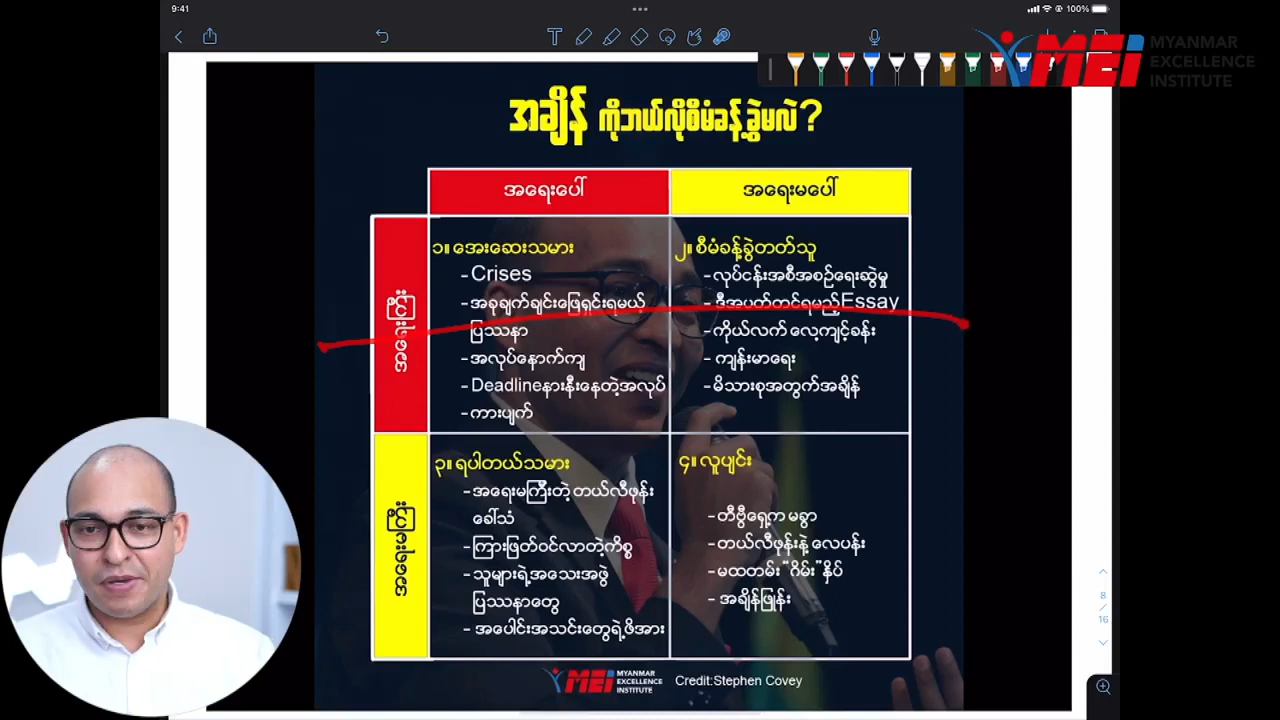 9:41
100%
MEI MYANMAR
EXCELLENCE
INSTITUTE
အချိန် ကိုဘယ်လိုစီမံခန့်ခွဲမလဲ?
အရေးပေါ် အရေးမပေါ်
အရေးကြီး
၁။ အေးဆေးသမား
-Crises
-အခုချက်ချင်းဖြေရှင်းရမယ့်
ပြဿနာ
-အလုပ်နောက်ကျ
-Deadlineနားနီးနေတဲ့အလုပ်
-ကားပျက်
၂။ စီမံခန့်ခွဲတတ်သူ
-လုပ်ငန်းအစီအစဉ်ရေးဆွဲမှု
-ဒီအပတ်တင်ရမည့်Essay
-ကိုယ်လက် လေ့ကျင့်ခန်း
-ကျန်းမာရေး
-မိသားစုအတွက်အချိန်
အရေးမကြီး
၃။ ရပါတယ်သမား
-အရေးမကြီးတဲ့ တယ်လီဖုန်း
ခေါ်သံ
-ကြားဖြတ်ဝင်လာတဲ့ကိစ္စ
-သူများရဲ့အသေးအဖွဲ
ပြဿနာတွေ
- အပေါင်းအသင်းတွေရဲ့ဖိအား
၄။ လူပျင်း
-တီဗွီရှေ့က မခွာ
-တယ်လီဖုန်းနဲ့ လေပန်း
-မထတမ်း “ဂိမ်း”နှိပ်
- အချိန်ဖြုန်း
MEI MYANMAR
EXCELLENCE
INSTITUTE
Credit:Stephen Covey
8
/
16